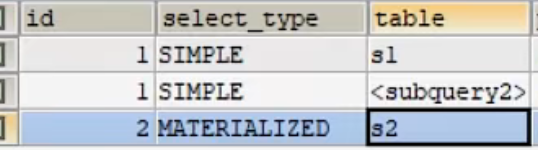 id select_type table
1 SIMPLE s1
1 SIMPLE <subquery2>
2 MATERIALIZED s2